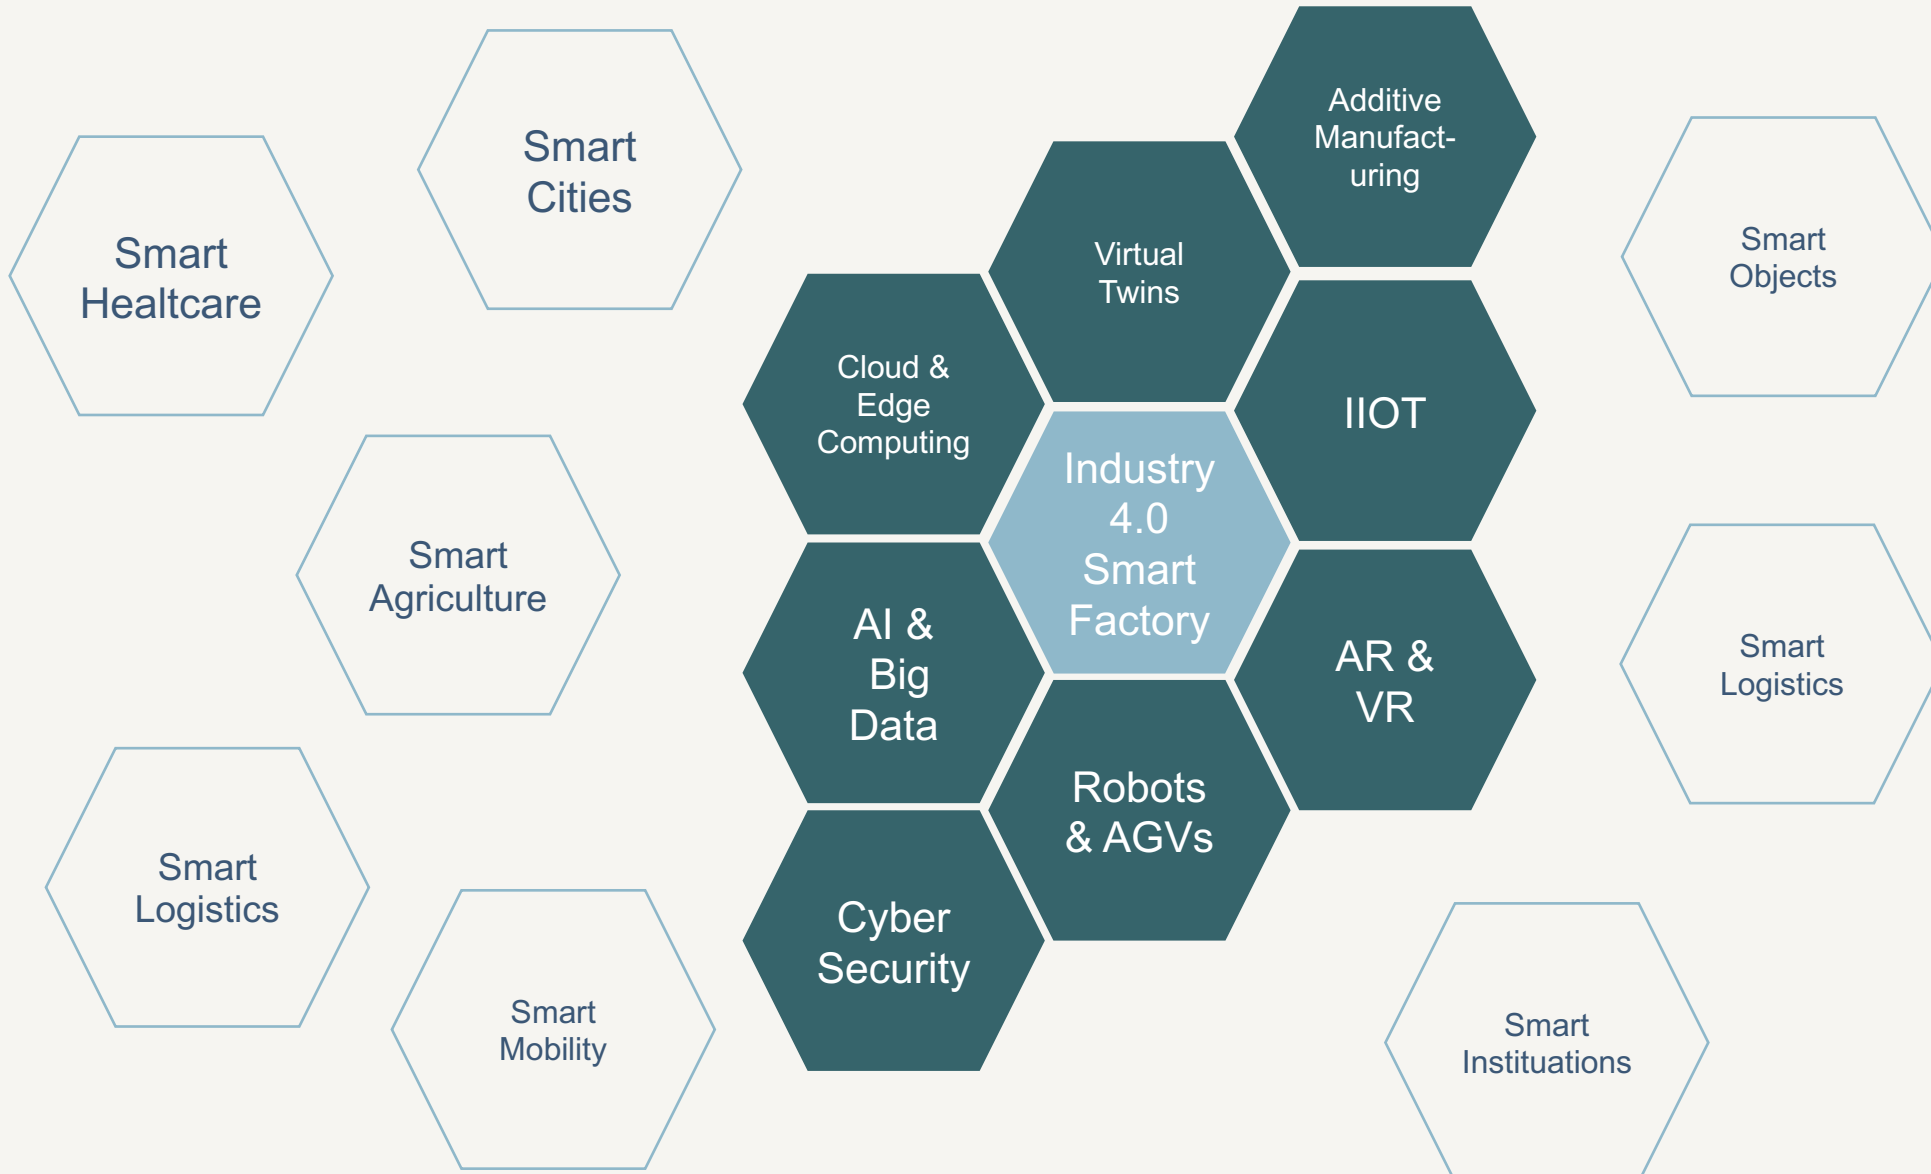 Smart
Healtcare
Smart
Cities
Smart
Agriculture
Smart
Logistics
Smart
Mobility
Additive
Manufact-
uring
Virtual
Twins
Cloud &
Edge
Computing
IIOT
Industry
4.0
Smart
Factory
AI &
Big
Data
AR &
VR
Robots
& AGVs
Cyber
Security
Smart
Objects
Smart
Logistics
Smart
Instituations